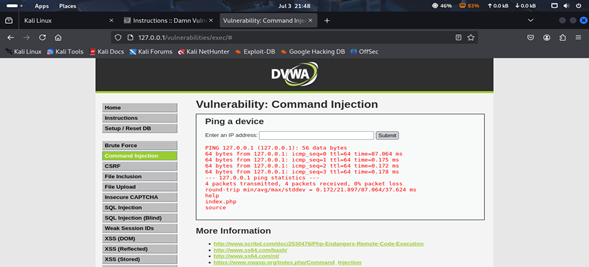 Apps Places
Jul 3 21:48
46% 83% 0.0 kB 0.0 kB
Kali Linux
Instructions :: Damn Vuln
Vulnerability: Command Injec
127.0.0.1/vulnerabilities/exec/#
Kali Linux Kali Tools Kali Docs Kali Forums Kali NetHunter Exploit-DB Google Hacking DB OffSec
DVWA
Home
Instructions
Setup / Reset DB
Brute Force
Command Injection
CSRF
File Inclusion
File Upload
Insecure CAPTCHA
SQL Injection
SQL Injection (Blind)
Weak Session IDs
XSS (DOM)
XSS (Reflected)
XSS (Stored)
Vulnerability: Command Injection
Ping a device
Enter an IP address: Submit
PING 127.0.0.1 (127.0.0.1): 56 data bytes
64 bytes from 127.0.0.1: icmp_seq=0 ttl=64 time=87.064 ms
64 bytes from 127.0.0.1: icmp_seq=1 ttl=64 time=0.175 ms
64 bytes from 127.0.0.1: icmp_seq=2 ttl=64 time=0.172 ms
64 bytes from 127.0.0.1: icmp_seq=3 ttl=64 time=0.178 ms
--- 127.0.0.1 ping statistics ---
4 packets transmitted, 4 packets received, 0% packet loss
round-trip min/avg/max/stddev = 0.172/21.897/87.064/37.624 ms
help
index.php
source
More Information
http://www.scribd.com/doc/2530476/Php-Endangers-Remote-Code-Execution
http://www.ss64.com/bash/
http://www.ss64.com/nt/
https://www.owasp.org/index.php/Command_Injection